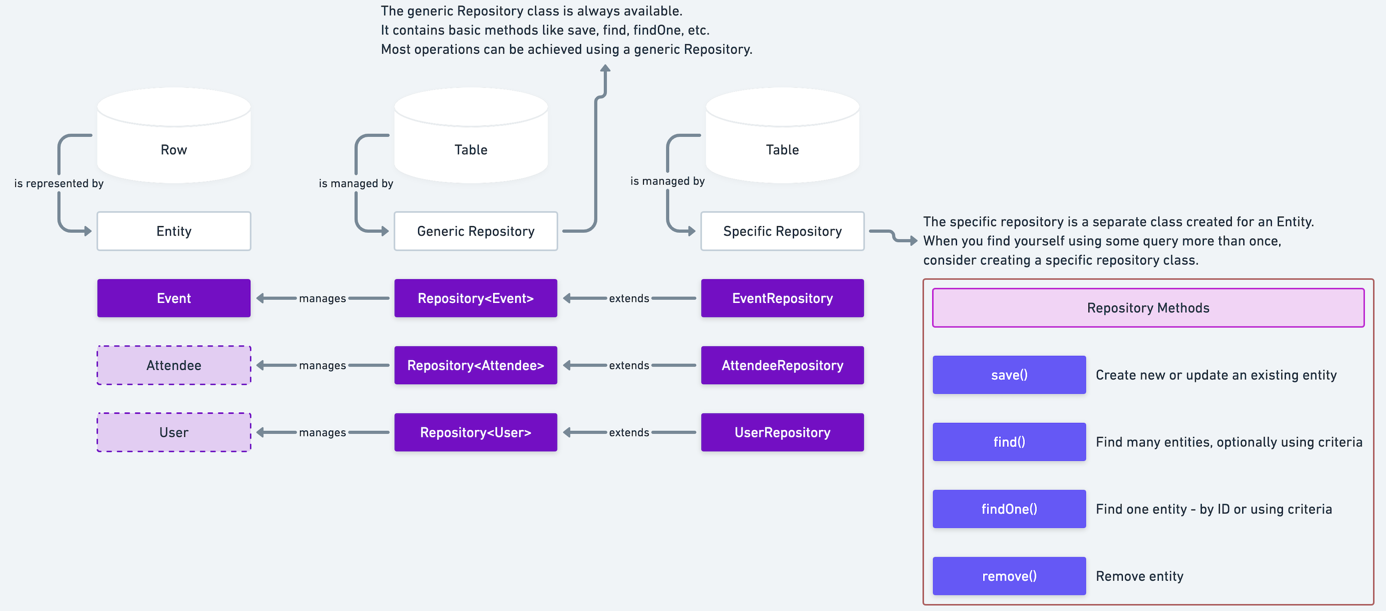 The generic Repository class is always available.
It contains basic methods like save, find, findOne, etc.
Most operations can be achieved using a generic Repository.
Row
Table
Table
is represented by
is managed by
is managed by
Entity
Generic Repository
Specific Repository
The specific repository is a separate class created for an Entity.
When you find yourself using some query more than once,
consider creating a specific repository class.
Event
manages
Repository<Event>
extends
EventRepository
Attendee
manages
Repository<Attendee>
extends
AttendeeRepository
User
manages
Repository<User>
extends
UserRepository
Repository Methods
save()
Create new or update an existing entity
find()
Find many entities, optionally using criteria
findOne()
Find one entity - by ID or using criteria
remove()
Remove entity